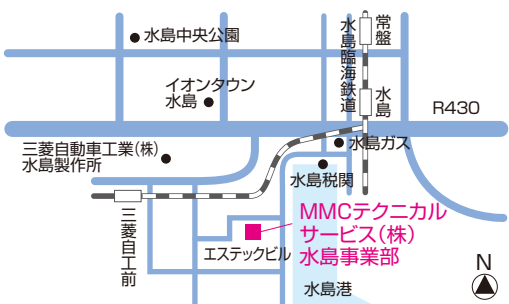 水島中央公園
常盤
水島臨海鉄道
イオンタウン
水島
水島
R430
三菱自動車工業(株)
水島製作所
水島ガス
水島税関
三菱自工前
MMCテクニカル
サービス(株)
水島事業部
エステックビル
水島港
N